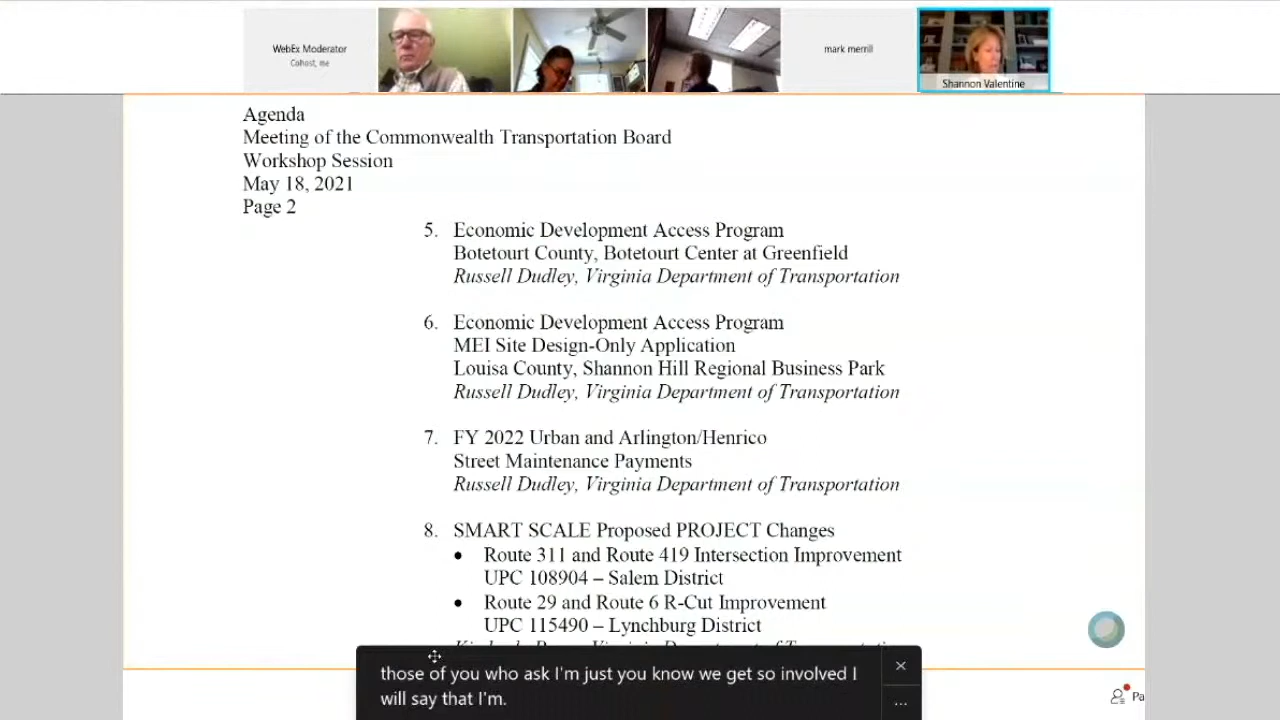 WebEx Moderator
Cohost, me
mark merrill
Shannon Valentine
Agenda
Meeting of the Commonwealth Transportation Board
Workshop Session
May 18, 2021
Page 2
5. Economic Development Access Program
Botetourt County, Botetourt Center at Greenfield
Russell Dudley, Virginia Department of Transportation
6. Economic Development Access Program
MEI Site Design-Only Application
Louisa County, Shannon Hill Regional Business Park
Russell Dudley, Virginia Department of Transportation
7. FY 2022 Urban and Arlington/Henrico
Street Maintenance Payments
Russell Dudley, Virginia Department of Transportation
8. SMART SCALE Proposed PROJECT Changes
• Route 311 and Route 419 Intersection Improvement
UPC 108904 – Salem District
• Route 29 and Route 6 R-Cut Improvement
UPC 115490 – Lynchburg District
those of you who ask I'm just you know we get so involved I
will say that I'm.
Pa